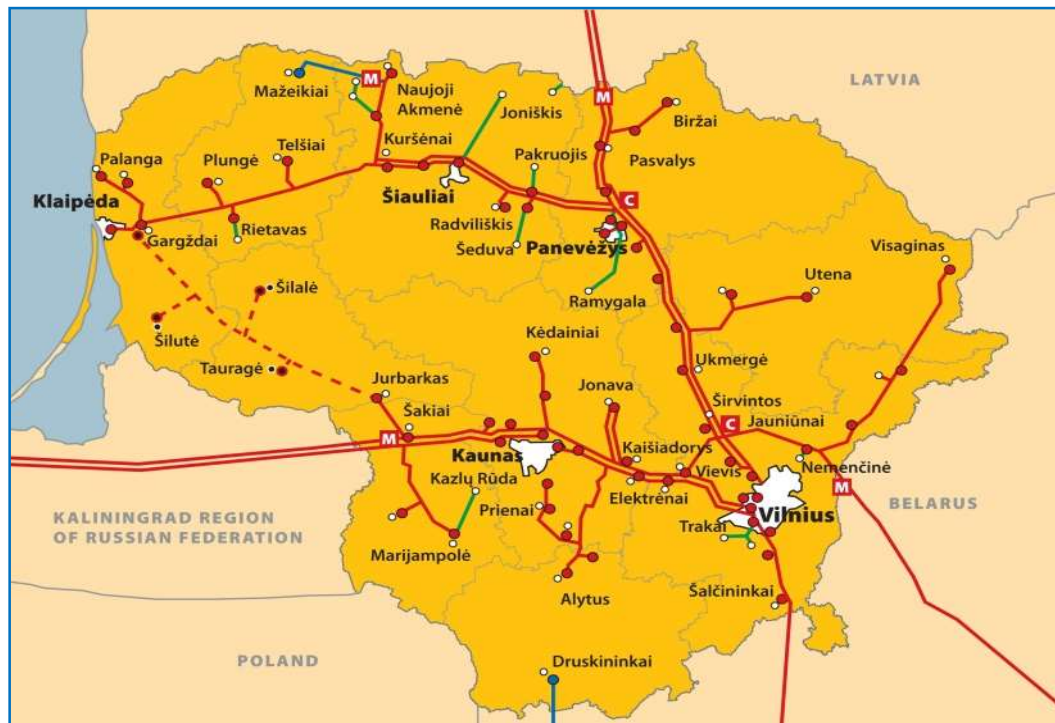 LATVIA
M
Naujoji
Akmenė
Mažeikiai
Joniškis
M
Biržai
Kuršėnai
Telšiai
Palanga
Plungė
Pakruojis
Pasvalys
Klaipėda
Šiauliai
C
Radviliškis
Gargždai
Rietavas
Šeduva
Panevėžys
Visaginas
Utena
Šilalė
Ramygala
Šilutė
Kėdainiai
Tauragė
Ukmergė
Jurbarkas
Jonava
Širvintos
Šakiai
C
Jauniūnai
M
Kaunas
Kaišiadorys
Vievis
Nemenčinė
Kazlų Rūda
Elektrėnai
M
Prienai
BELARUS
Vilnius
KALININGRAD REGION
OF RUSSIAN FEDERATION
Trakai
Marijampolė
Šalčininkai
Alytus
POLAND
Druskininkai